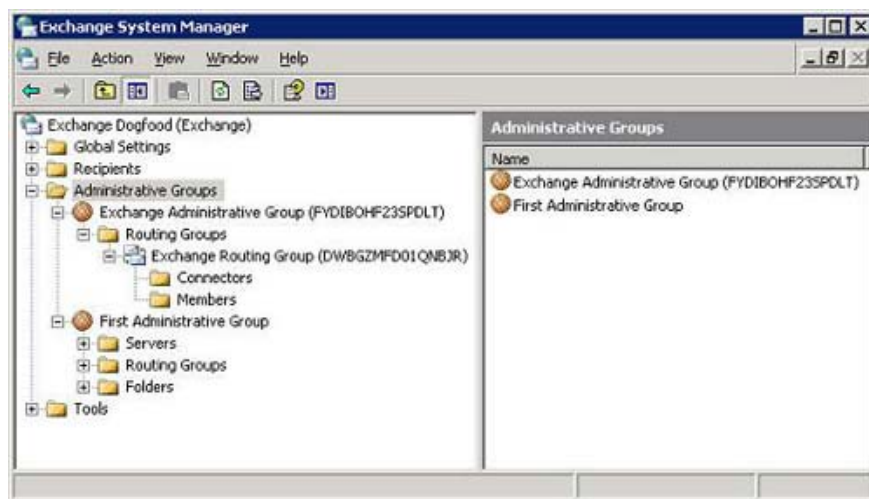 Exchange System Manager
File Action View Window Help
Exchange Dogfood (Exchange)
Global Settings
Recipients
Administrative Groups
Exchange Administrative Group (FYDIBOHF23SPDLT)
Routing Groups
Exchange Routing Group (DWBGZMFD01QNBJR)
Connectors
Members
First Administrative Group
Servers
Routing Groups
Folders
Tools
Administrative Groups
Name
Exchange Administrative Group (FYDIBOHF23SPDLT)
First Administrative Group